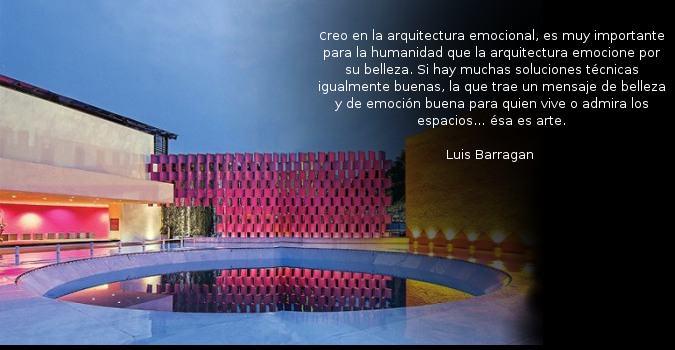 Creo en la arquitectura emocional, es muy importante
para la humanidad que la arquitectura emocione por
su belleza. Si hay muchas soluciones técnicas
igualmente buenas, la que trae un mensaje de belleza
y de emoción buena para quien vive o admira los
espacios... ésa es arte.
Luis Barragan